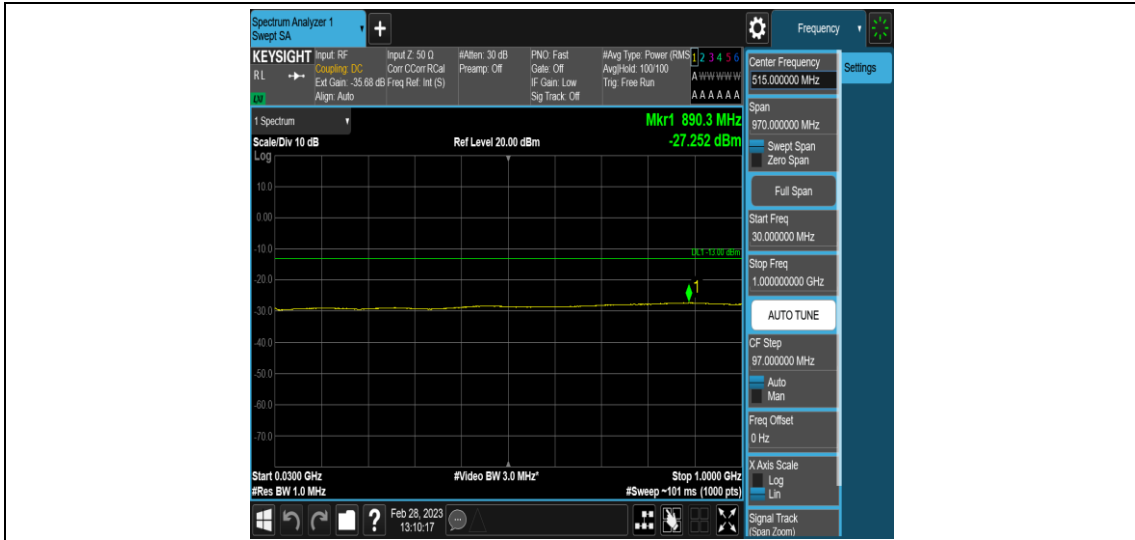 Spectrum Analyzer 1
Swept SA
Frequency
KEYSIGHT
RL
Input: RF
Coupling: DC
Ext Gain: -35.68 dB
Align: Auto
Input Z: 50 Ω
Corr CCorr RCal
Freq Ref: Int (S)
#Atten: 30 dB
Preamp: Off
PNO: Fast
Gate: Off
IF Gain: Low
Sig Track: Off
#Avg Type: Power (RMS
Avg|Hold: 100/100
Trig: Free Run
1 2 3 4 5 6
A W W W W W
A A A A A A
1 Spectrum
Mkr1 890.3 MHz
Scale/Div 10 dB
Ref Level 20.00 dBm
-27.252 dBm
Log
10.0
0.00
-10.0
DL1 -13.00 dBm
-20.0
1
-30.0
-40.0
-50.0
-60.0
-70.0
Start 0.0300 GHz
#Video BW 3.0 MHz*
Stop 1.0000 GHz
#Res BW 1.0 MHz
#Sweep ~101 ms (1000 pts)
Feb 28, 2023
13:10:17
?
Center Frequency
515.000000 MHz
Settings
Span
970.000000 MHz
Swept Span
Zero Span
Full Span
Start Freq
30.000000 MHz
Stop Freq
1.000000000 GHz
AUTO TUNE
CF Step
97.000000 MHz
Auto
Man
Freq Offset
0 Hz
X Axis Scale
Log
Lin
Signal Track
(Span Zoom)